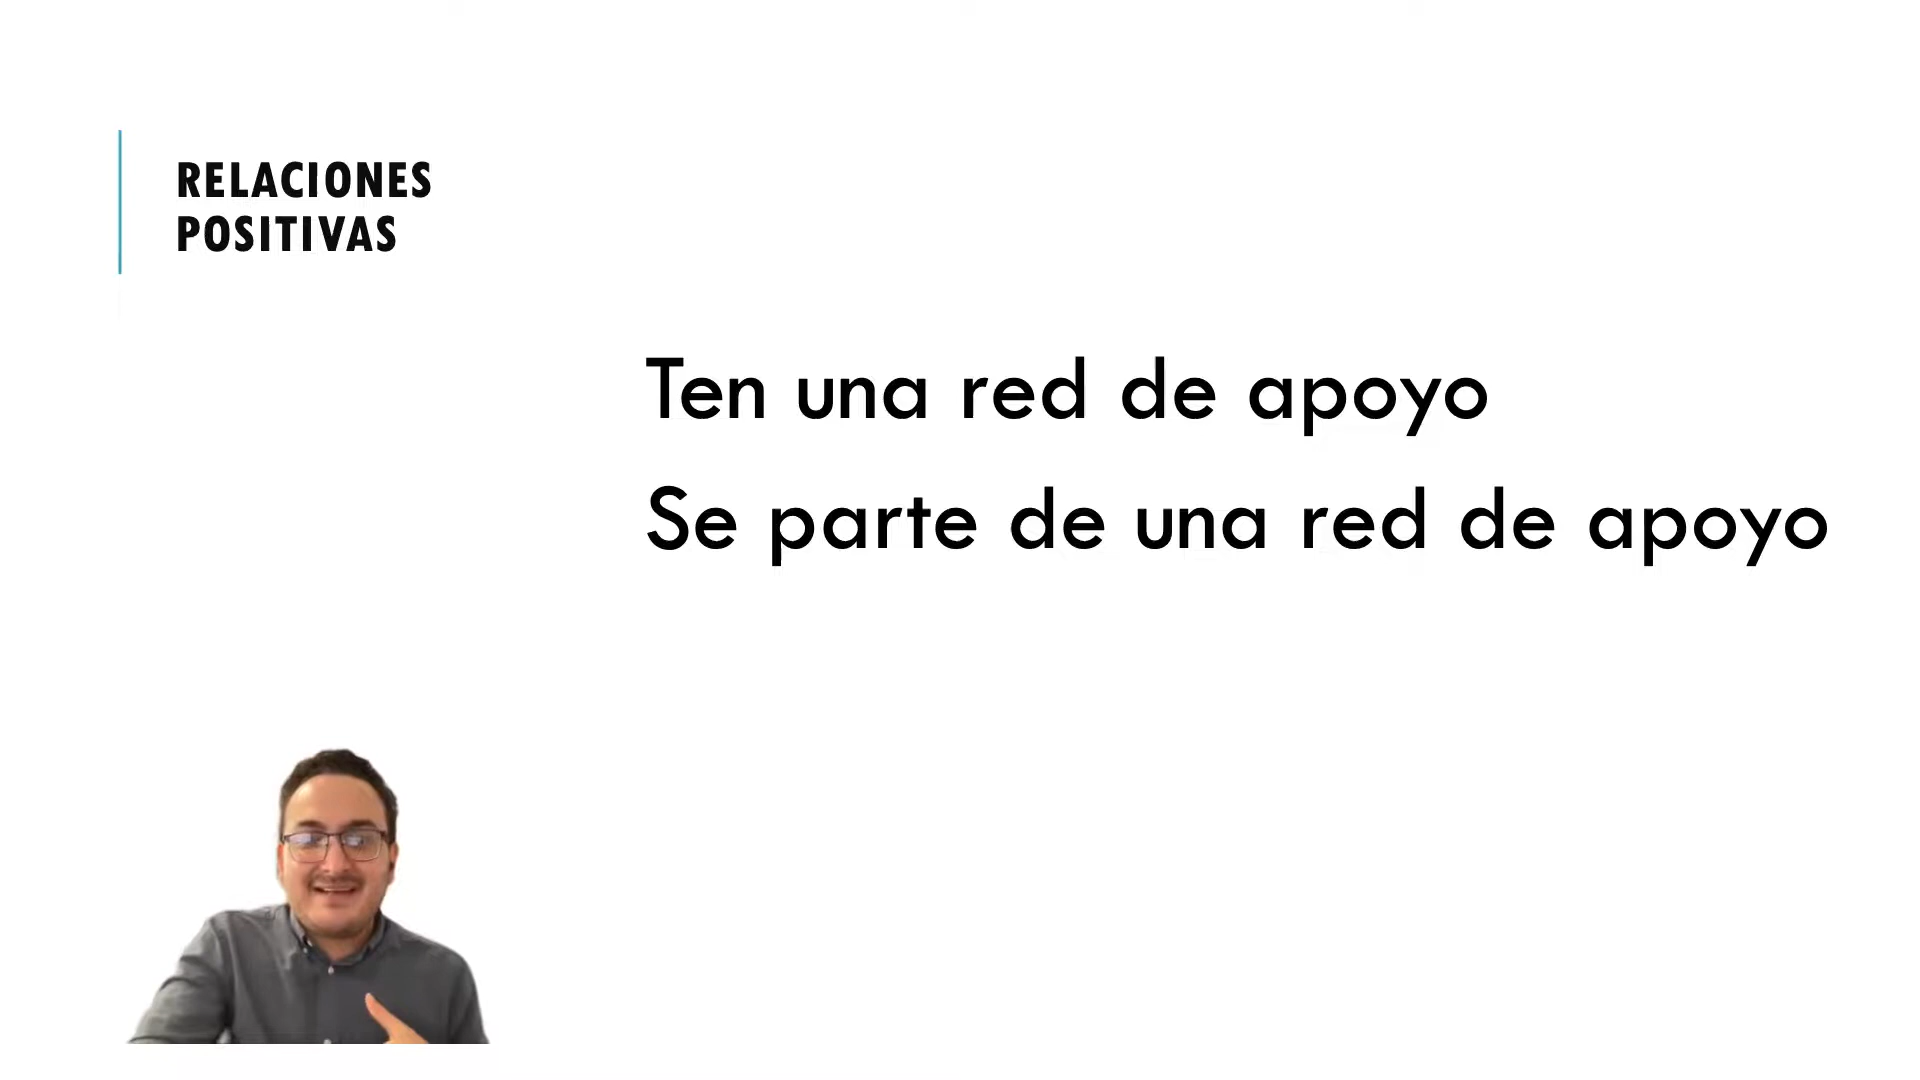 RELACIONES
POSITIVAS
Ten una red de apoyo
Se parte de una red de apoyo